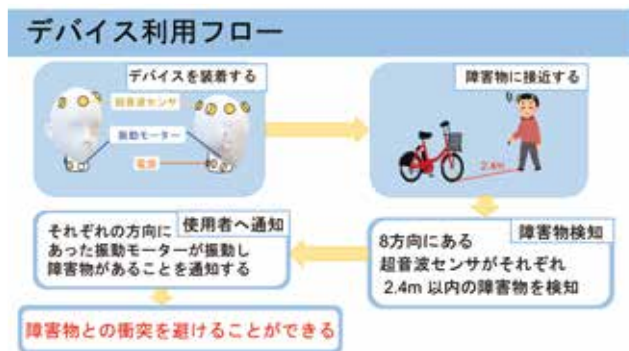 デバイス利用フロー
デバイスを装着する
超音波センサ
振動モーター
電源
障害物に接近する
2.4m
障害物検知
8方向にある
超音波センサがそれぞれ
2.4m 以内の障害物を検知
使用者へ通知
それぞれの方向に
あった振動モーターが振動し
障害物があることを通知する
障害物との衝突を避けることができる